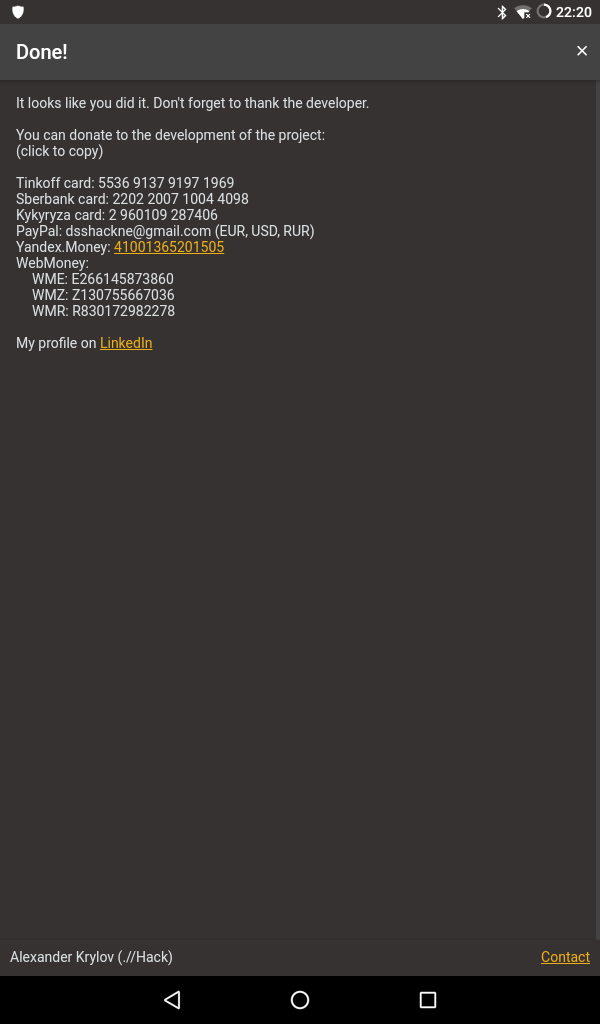 22:20
Done!
×
It looks like you did it. Don't forget to thank the developer.
You can donate to the development of the project:
(click to copy)
Tinkoff card: 5536 9137 9197 1969
Sberbank card: 2202 2007 1004 4098
Kykyryza card: 2 960109 287406
PayPal: dsshackne@gmail.com (EUR, USD, RUR)
Yandex.Money: 41001365201505
WebMoney:
WME: E266145873860
WMZ: Z130755667036
WMR: R830172982278
My profile on LinkedIn
Alexander Krylov (.//Hack)
Contact